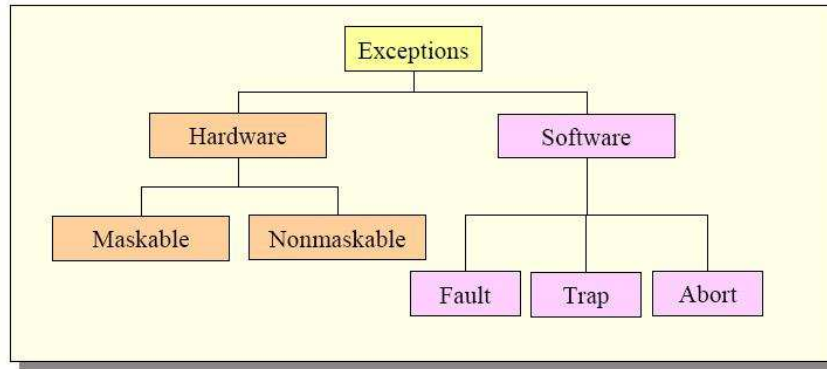 Exceptions
Hardware
Software
Maskable
Nonmaskable
Fault
Trap
Abort